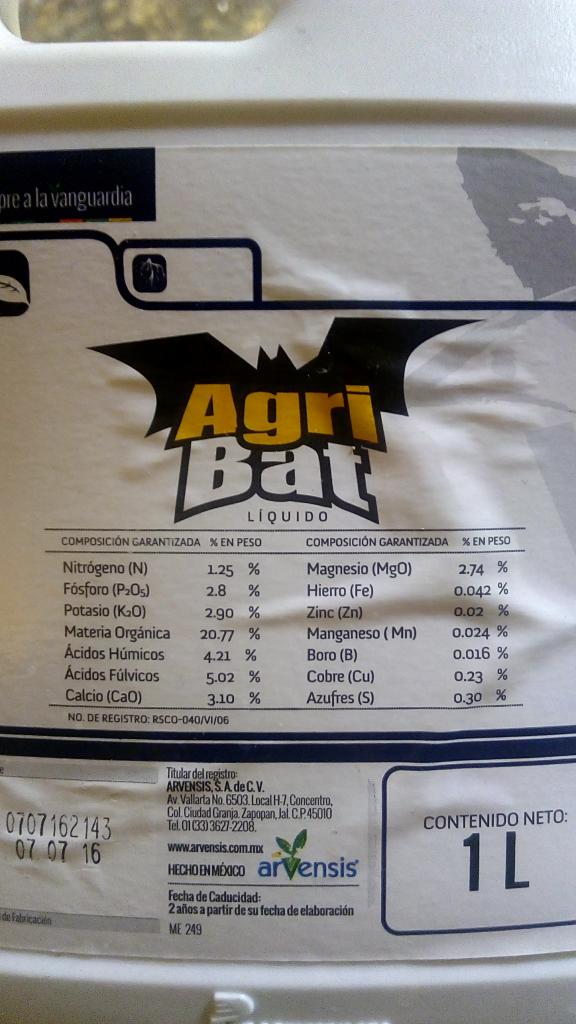 pre a la vanguardia
Agri
Bat
LÍQUIDO
COMPOSICIÓN GARANTIZADA % EN PESO COMPOSICIÓN GARANTIZADA % EN PESO
Nitrógeno (N) 1.25 % Magnesio (MgO) 2.74 %
Fósforo (P₂O₅) 2.8 % Hierro (Fe) 0.042 %
Potasio (K₂O) 2.90 % Zinc (Zn) 0.02 %
Materia Orgánica 20.77 % Manganeso ( Mn) 0.024 %
Ácidos Húmicos 4.21 % Boro (B) 0.016 %
Ácidos Fúlvicos 5.02 % Cobre (Cu) 0.23 %
Calcio (CaO) 3.10 % Azufres (S) 0.30 %
NO. DE REGISTRO: RSCO-040/VI/06
Titular del registro:
ARVENSIS, S.A. de C.V.
Av. Vallarta No. 6503. Local H-7, Concentro,
Col. Ciudad Granja. Zapopan, Jal. C.P. 45010
Tel. 01 (33) 3627-2208.
www.arvensis.com.mx
HECHO EN MÉXICO arvensis
Fecha de Caducidad:
2 años a partir de su fecha de elaboración
ME 249
0707162143
07 07 16
de Fabricación
CONTENIDO NETO:
1 L